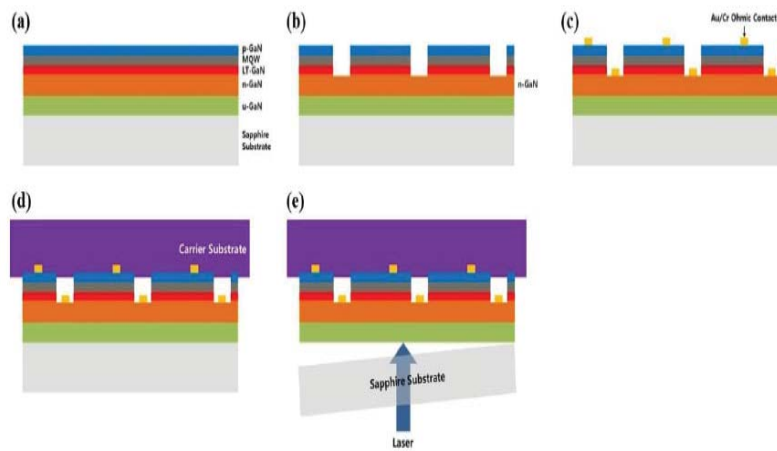 (a)
p-GaN
MQW
LT-GaN
n-GaN
u-GaN
Sapphire
Substrate
(b)
n-GaN
(c)
Au/Cr Ohmic Contact
(d)
Carrier Substrate
(e)
Sapphire Substrate
Laser